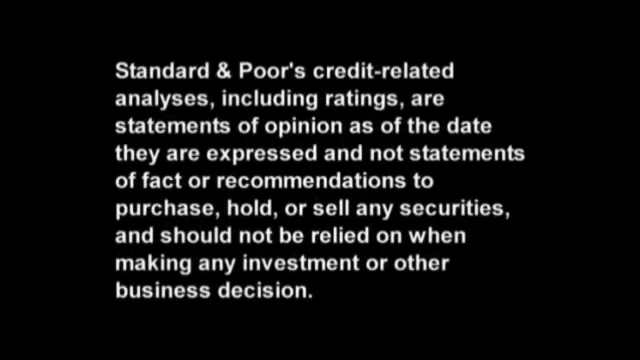 Standard & Poor's credit-related
analyses, including ratings, are
statements of opinion as of the date
they are expressed and not statements
of fact or recommendations to
purchase, hold, or sell any securities,
and should not be relied on when
making any investment or other
business decision.